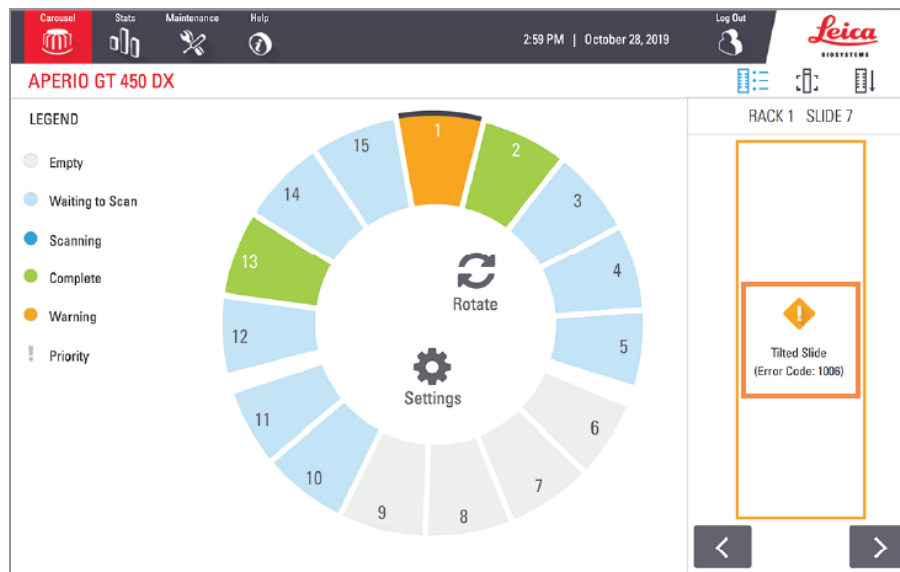 Carousel Stats Maintenance Help
2:59 PM | October 28, 2019
Log Out
Leica
BIOSYSTEMS
APERIO GT 450 DX
LEGEND
Empty
Waiting to Scan
Scanning
Complete
Warning
! Priority
1
2
3
4
5
6
7
8
9
10
11
12
13
14
15
Rotate
Settings
RACK 1 SLIDE 7
!
Tilted Slide
(Error Code: 1006)